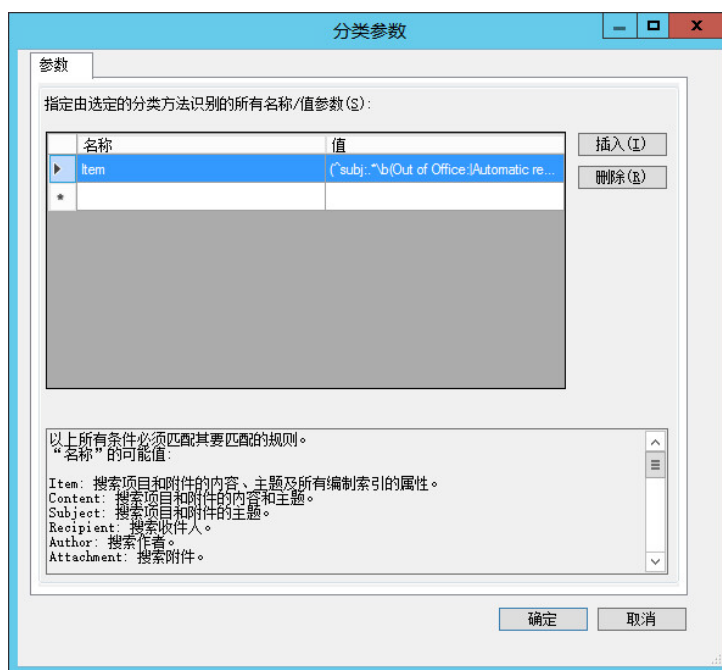 分类参数
参数
指定由选定的分类方法识别的所有名称/值参数(S):
名称 值
Item (^subj:.*\b(Out of Office:|Automatic re...
*
插入(I)
删除(R)
以上所有条件必须匹配其要匹配的规则。
“名称”的可能值:
Item: 搜索项目和附件的内容、主题及所有编制索引的属性。
Content: 搜索项目和附件的内容和主题。
Subject: 搜索项目和附件的主题。
Recipient: 搜索收件人。
Author: 搜索作者。
Attachment: 搜索附件。
确定 取消